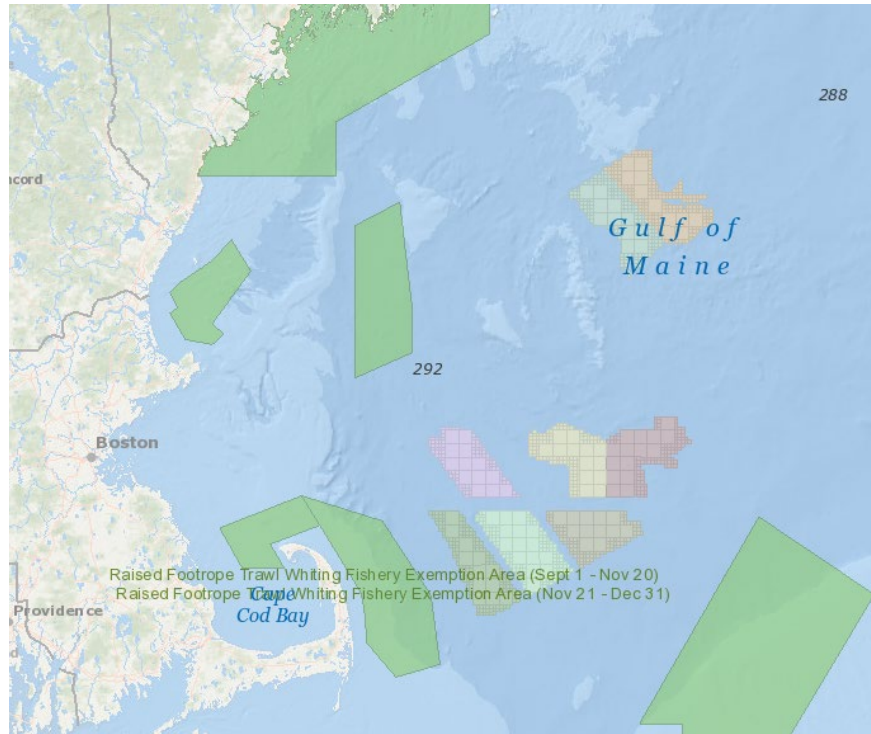 288
ncord
Gulf of
Maine
292
Boston
Raised Footrope Trawl Whiting Fishery Exemption Area (Sept 1 - Nov 20)
Raised Footrope Trawl Whiting Fishery Exemption Area (Nov 21 - Dec 31)
Cape
Cod Bay
Providence
d